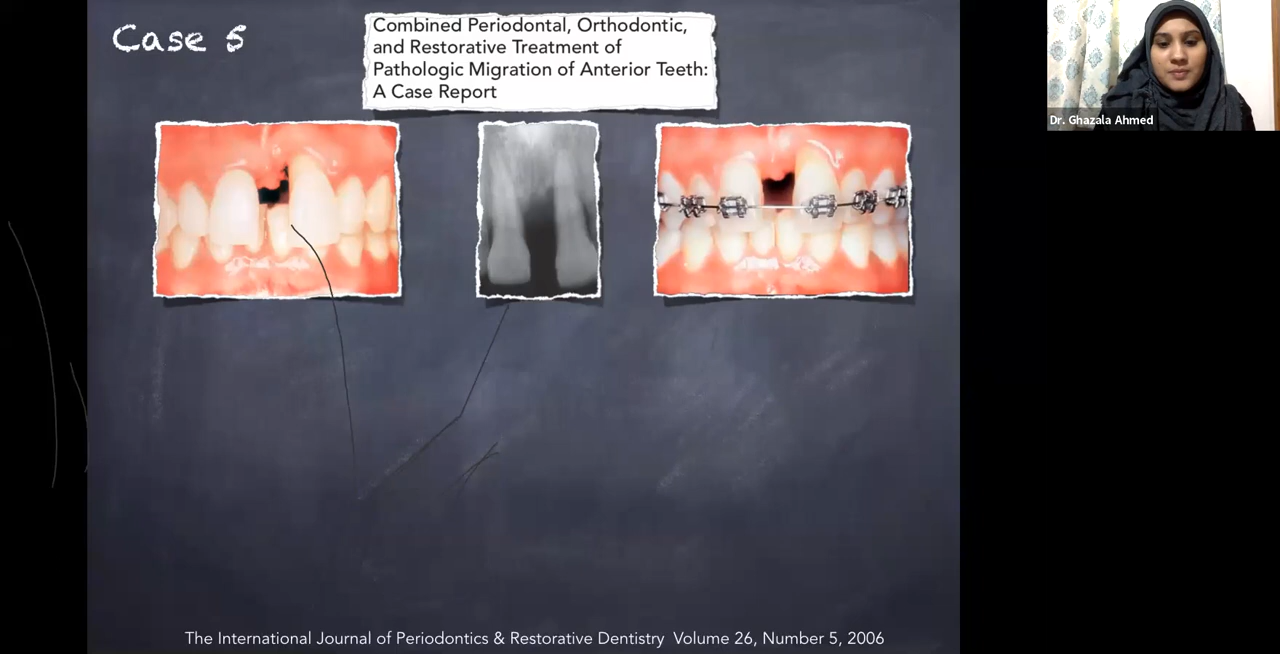 Case 5
Combined Periodontal, Orthodontic,
and Restorative Treatment of
Pathologic Migration of Anterior Teeth:
A Case Report
Dr. Ghazala Ahmed
The International Journal of Periodontics & Restorative Dentistry Volume 26, Number 5, 2006